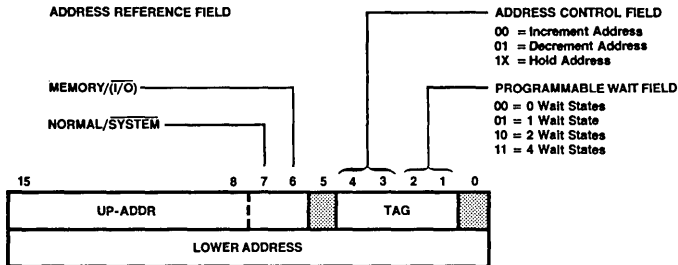 ADDRESS REFERENCE FIELD
ADDRESS CONTROL FIELD
00 = Increment Address
01 = Decrement Address
1X = Hold Address
MEMORY/(I/O)
PROGRAMMABLE WAIT FIELD
00 = 0 Wait States
01 = 1 Wait State
10 = 2 Wait States
11 = 4 Wait States
NORMAL/SYSTEM
15 8 7 6 5 4 3 2 1 0
UP-ADDR TAG
LOWER ADDRESS